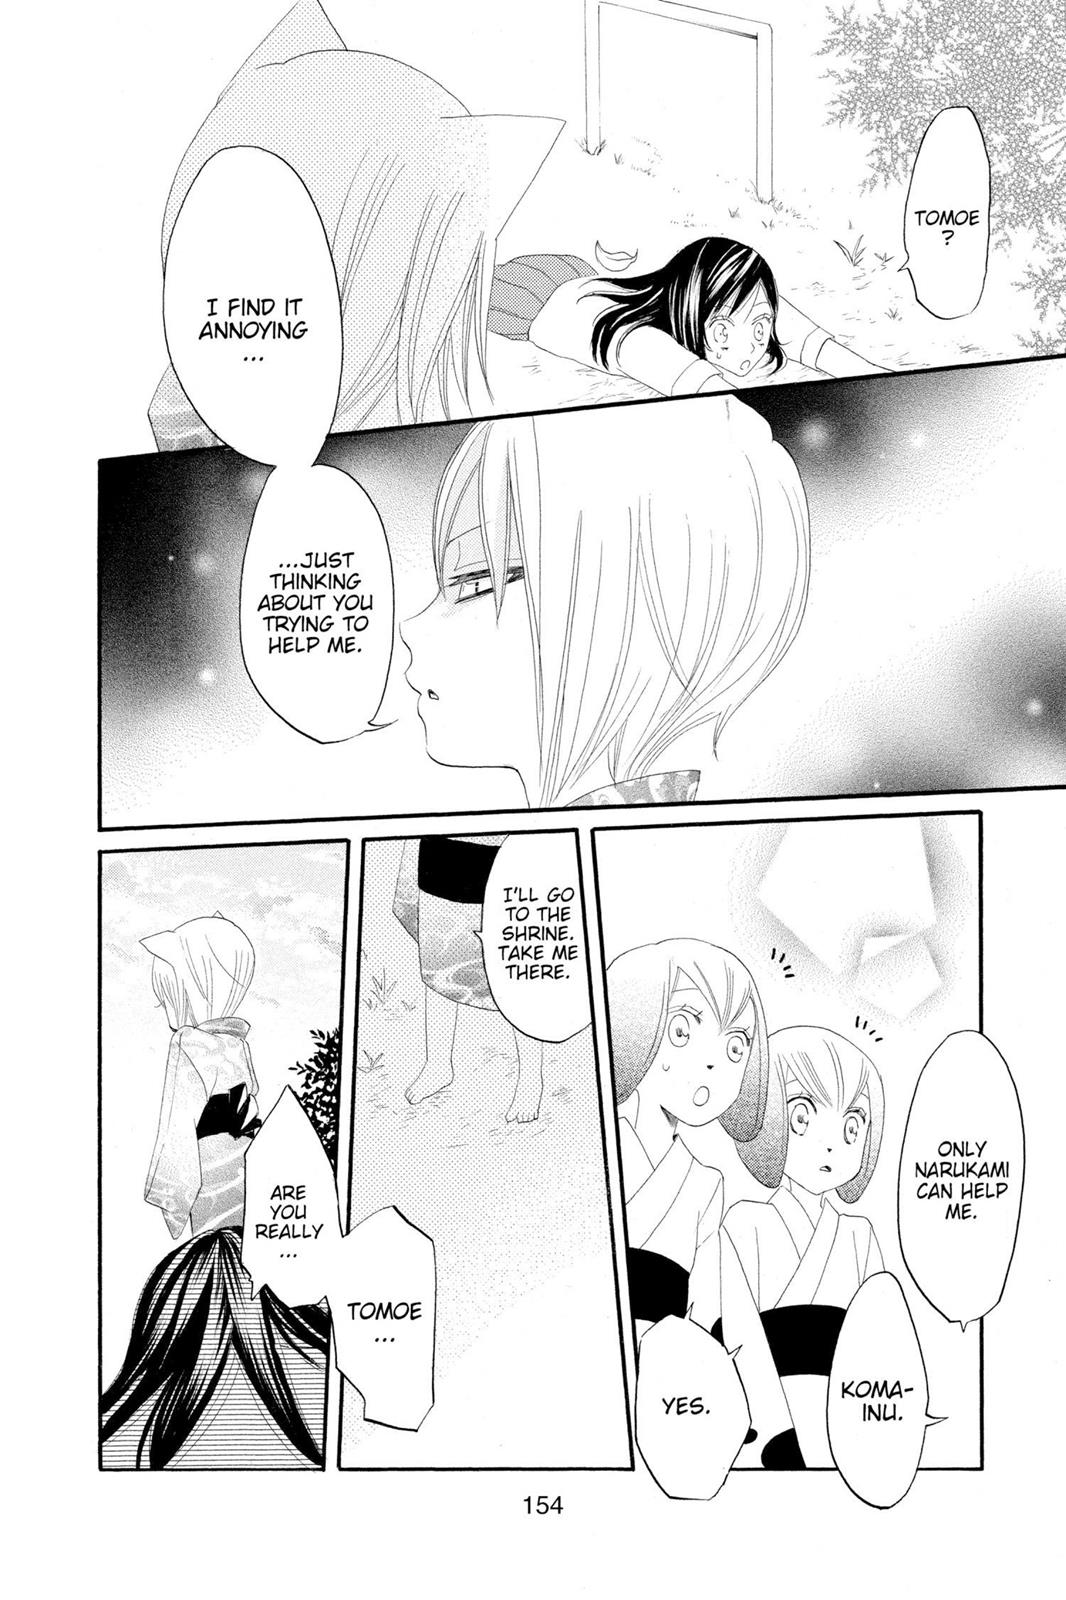 TOMOE
?
I FIND IT
ANNOYING
...
...JUST
THINKING
ABOUT YOU
TRYING TO
HELP ME.
ONLY
NARUKAMI
CAN HELP
ME.
KOMA-
INU.
YES.
I'LL GO
TO THE
SHRINE.
TAKE ME
THERE.
TOMOE
...
ARE
YOU
REALLY
...
154